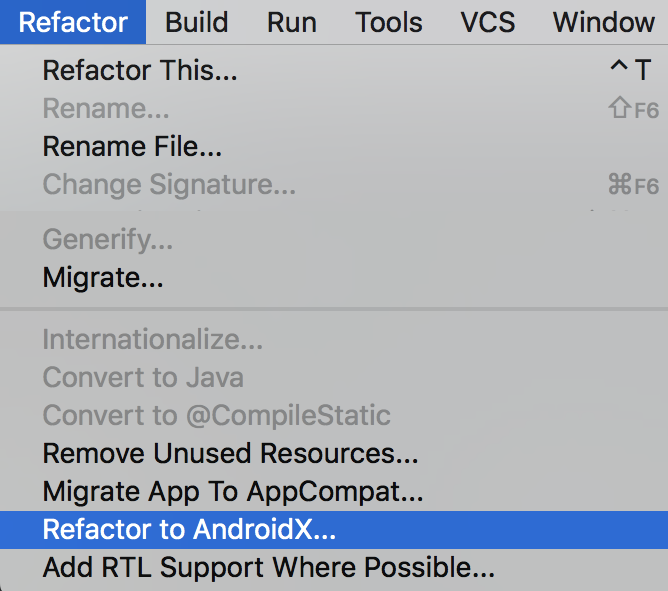 Refactor Build Run Tools VCS Window
Refactor This... ^ T
Rename... ⇧F6
Rename File...
Change Signature... ⌘F6
Generify...
Migrate...
Internationalize...
Convert to Java
Convert to @CompileStatic
Remove Unused Resources...
Migrate App To AppCompat...
Refactor to AndroidX...
Add RTL Support Where Possible...